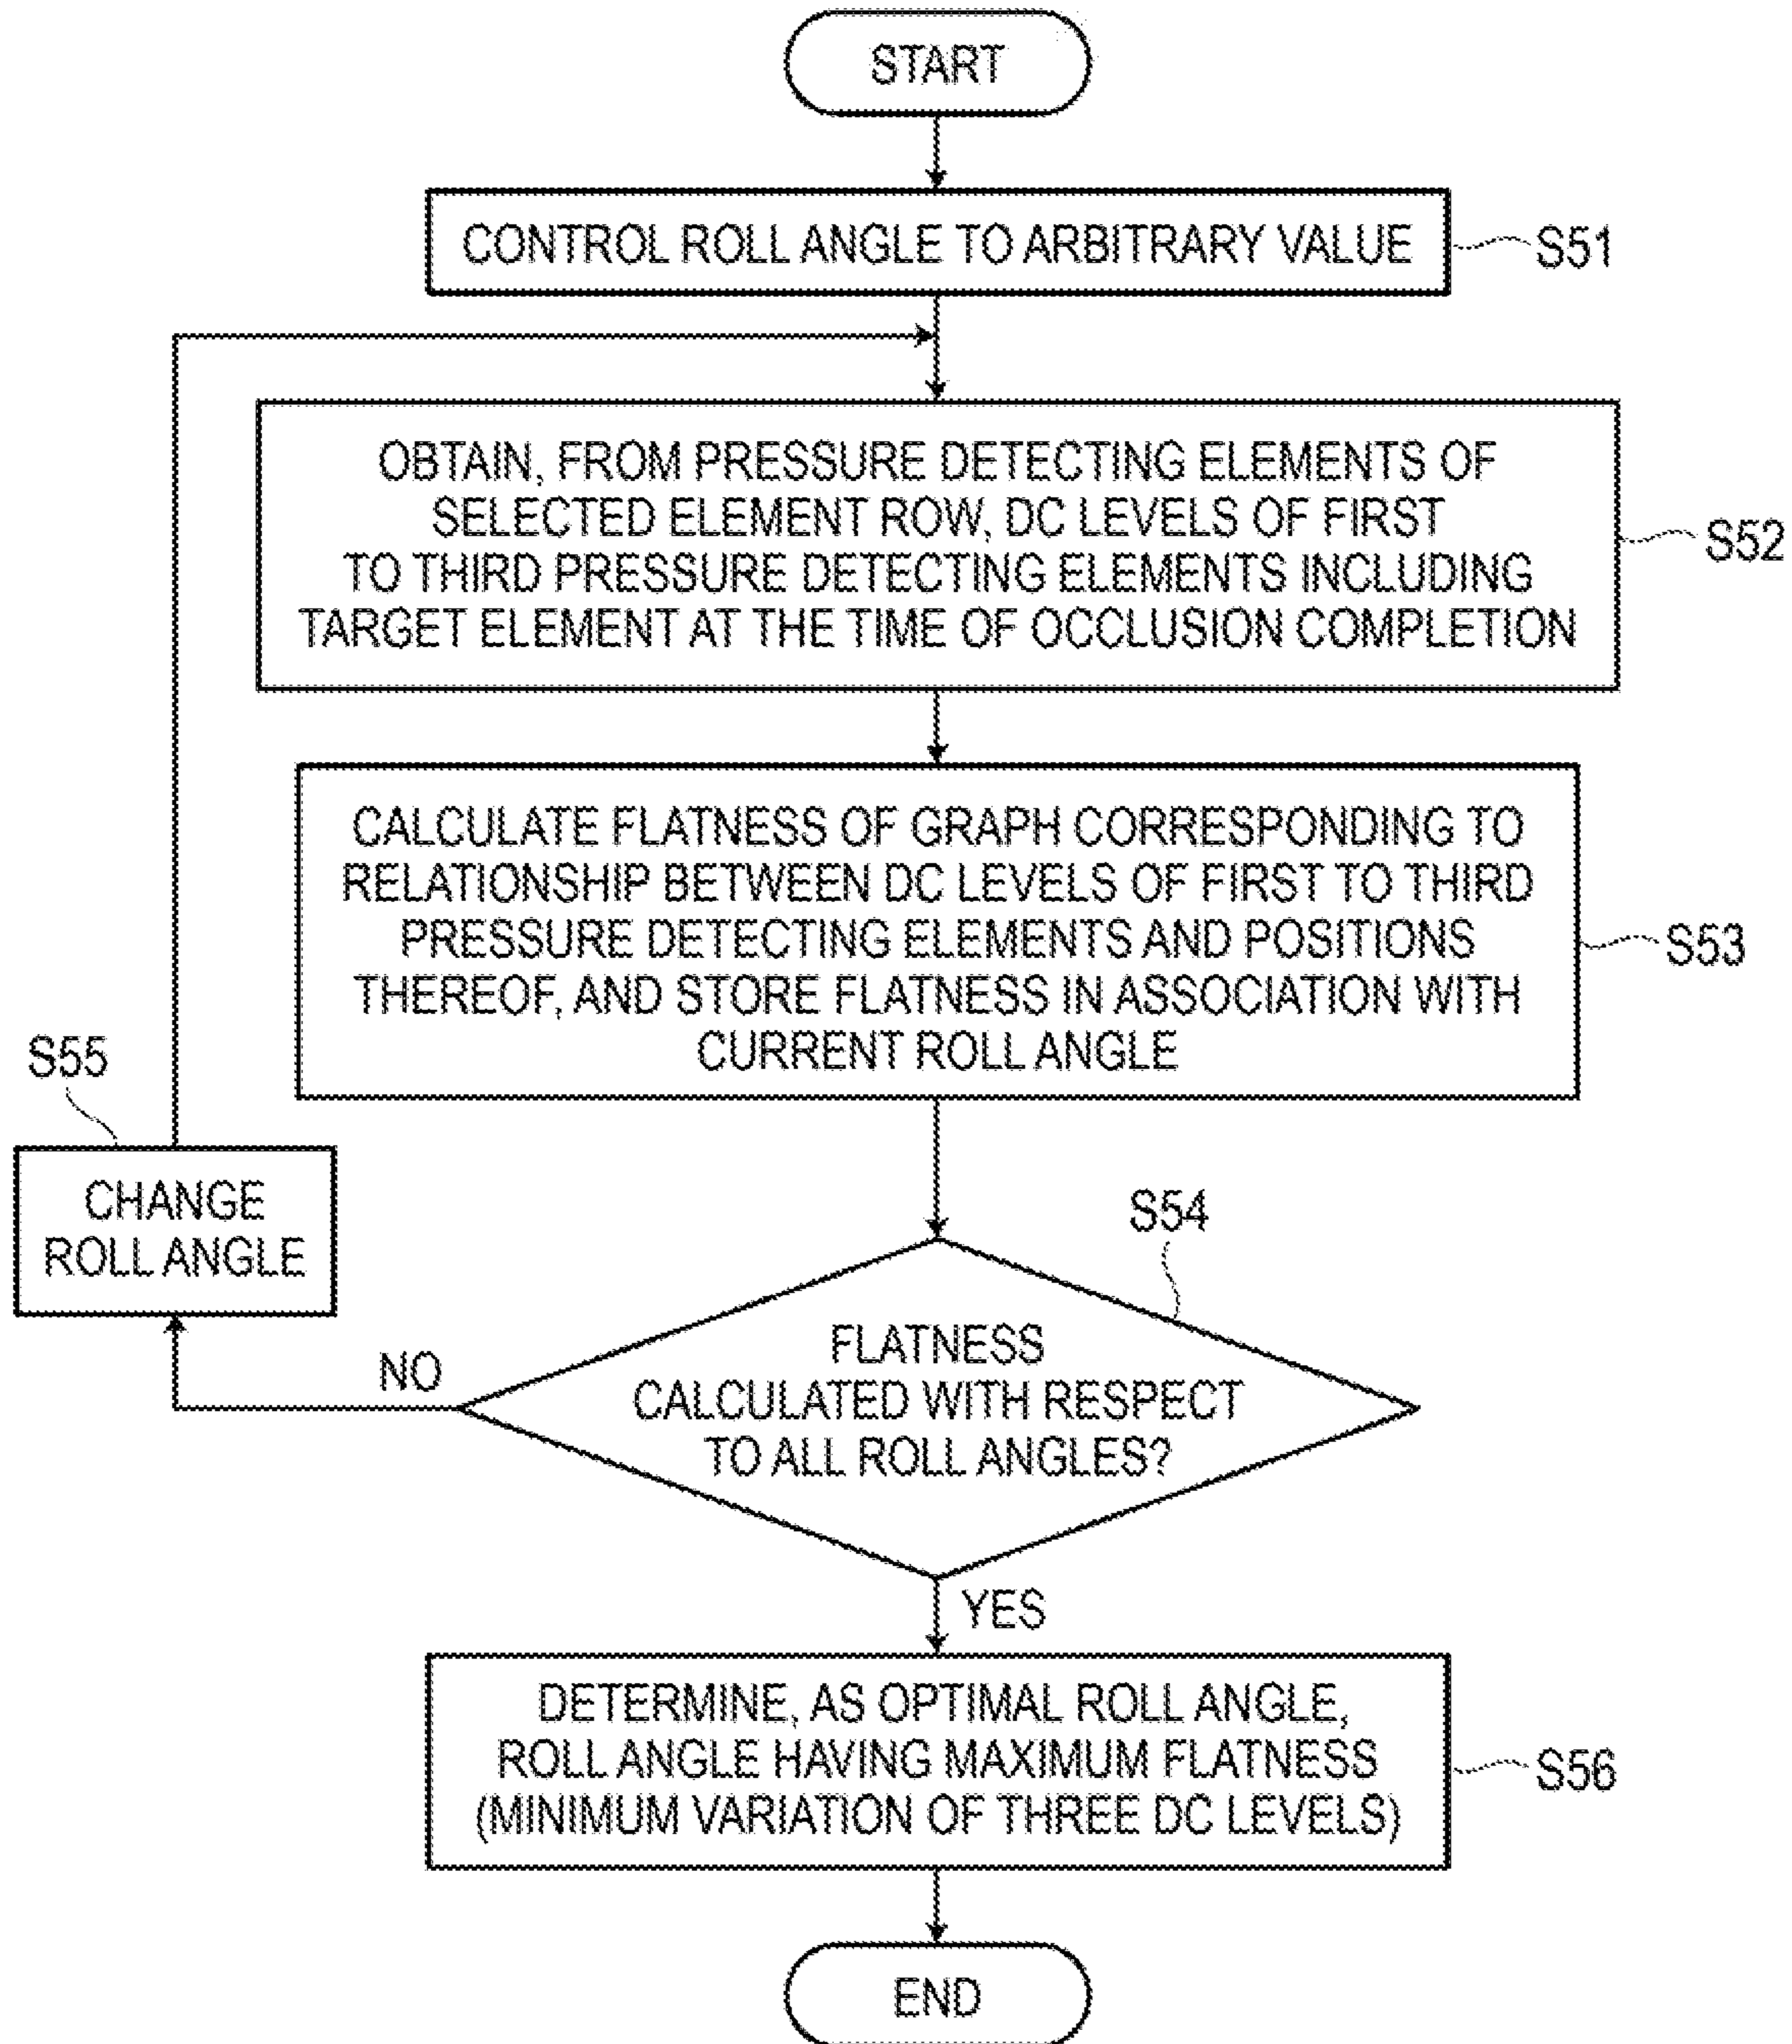 START
CONTROL ROLL ANGLE TO ARBITRARY VALUE
S51
OBTAIN, FROM PRESSURE DETECTING ELEMENTS OF
SELECTED ELEMENT ROW, DC LEVELS OF FIRST
TO THIRD PRESSURE DETECTING ELEMENTS INCLUDING
TARGET ELEMENT AT THE TIME OF OCCLUSION COMPLETION
S52
CALCULATE FLATNESS OF GRAPH CORRESPONDING TO
RELATIONSHIP BETWEEN DC LEVELS OF FIRST TO THIRD
PRESSURE DETECTING ELEMENTS AND POSITIONS
THEREOF, AND STORE FLATNESS IN ASSOCIATION WITH
CURRENT ROLL ANGLE
S53
S55
CHANGE
ROLL ANGLE
S54
FLATNESS
CALCULATED WITH RESPECT
TO ALL ROLL ANGLES?
NO
YES
DETERMINE, AS OPTIMAL ROLL ANGLE,
ROLL ANGLE HAVING MAXIMUM FLATNESS
(MINIMUM VARIATION OF THREE DC LEVELS)
S56
END